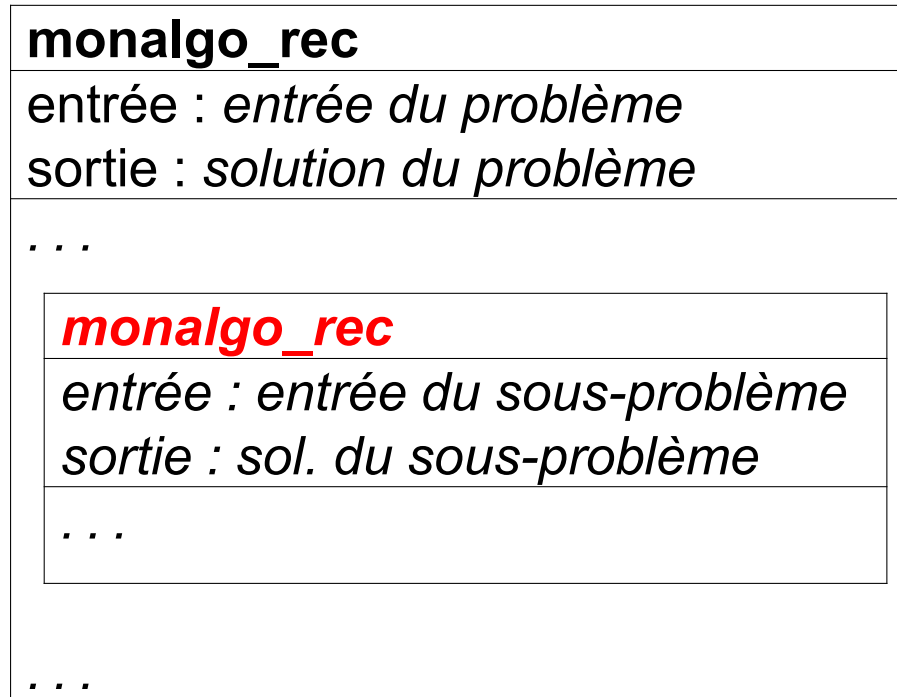 monalgo_rec
entrée : entrée du problème
sortie : solution du problème
. . .
monalgo_rec
entrée : entrée du sous-problème
sortie : sol. du sous-problème
. . .
. . .